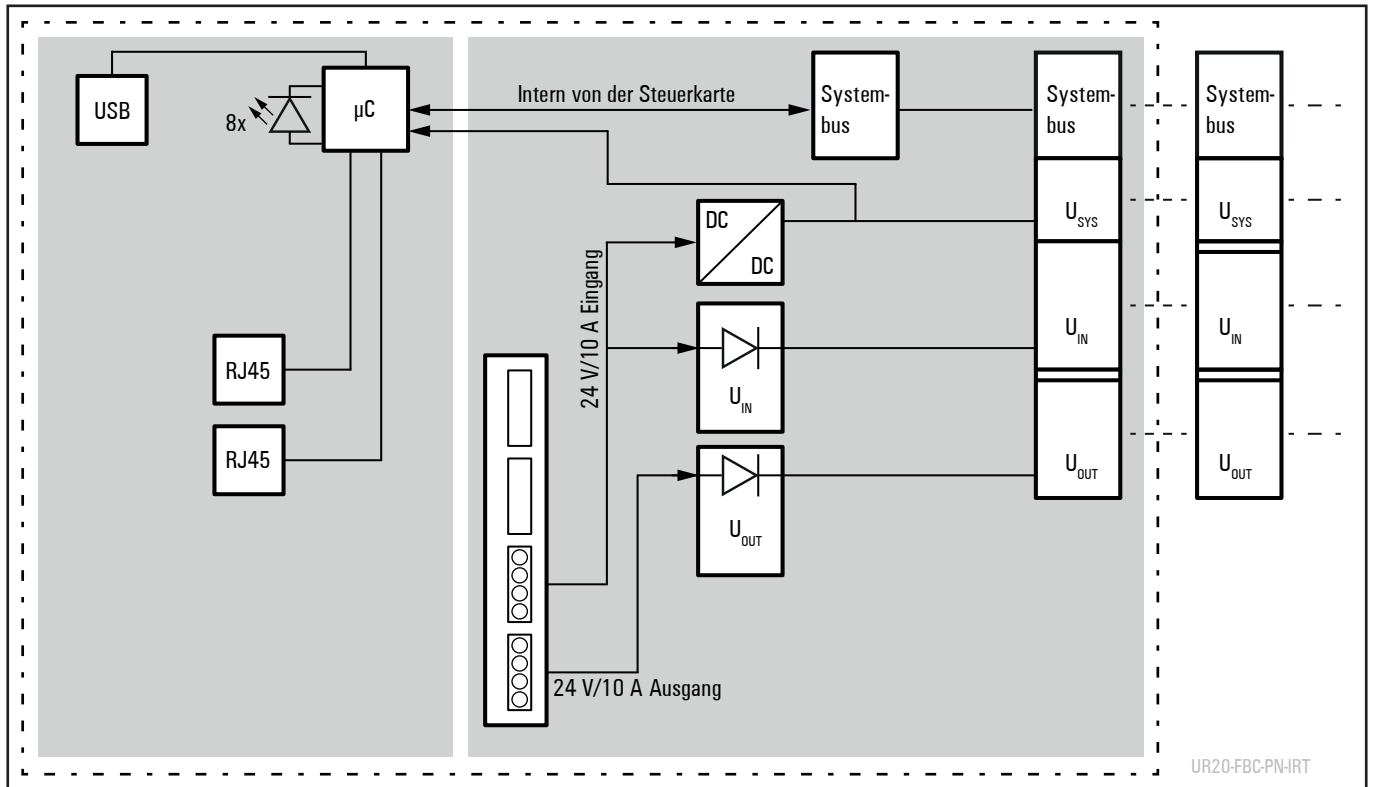 USB
8x
µC
Intern von der Steuerkarte
System-
bus
System-
bus
System-
bus
DC
DC
U SYS
U SYS
24 V/10 A Eingang
U IN
U IN
U IN
RJ45
RJ45
U OUT
U OUT
U OUT
24 V/10 A Ausgang
UR20-FBC-PN-IRT